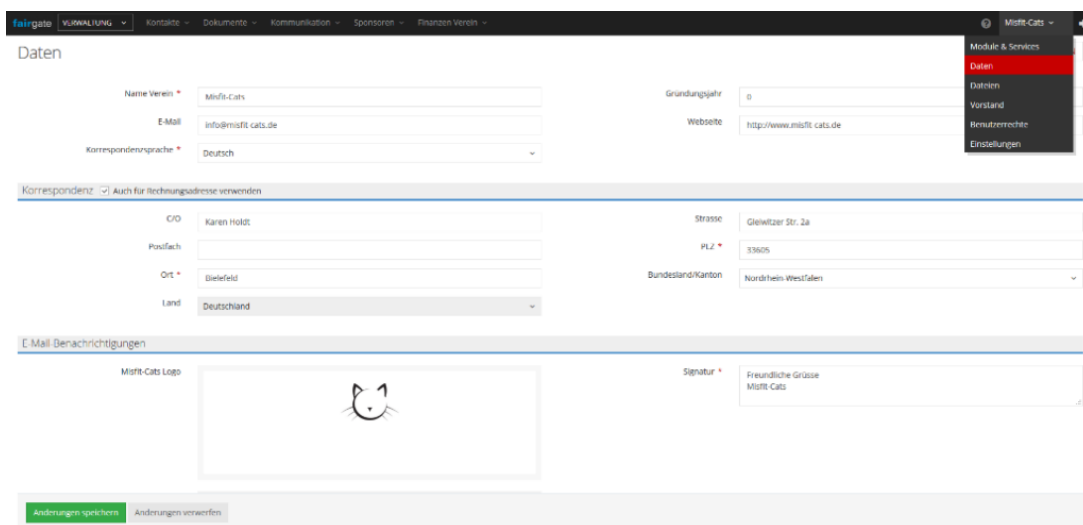 fairgate VERWALTUNG Kontakte Dokumente Kommunikation Sponsoren Finanzen Verein Misfit-Cats
Daten
Module & Services
Daten
Dateien
Vorstand
Benutzerrechte
Einstellungen
Name Verein * Misfit-Cats
Gründungsjahr 0
E-Mail info@misfit-cats.de
Webseite http://www.misfit-cats.de
Korrespondenzsprache * Deutsch
Korrespondenz Auch für Rechnungsadresse verwenden
C/O Karen Holdt
Strasse Gleiwitzer Str. 2a
Postfach
PLZ * 33605
Ort * Bielefeld
Bundesland/Kanton Nordrhein-Westfalen
Land Deutschland
E-Mail-Benachrichtigungen
Misfit-Cats Logo
Signatur * Freundliche Grüsse
Misfit-Cats
Änderungen speichern Änderungen verwerfen